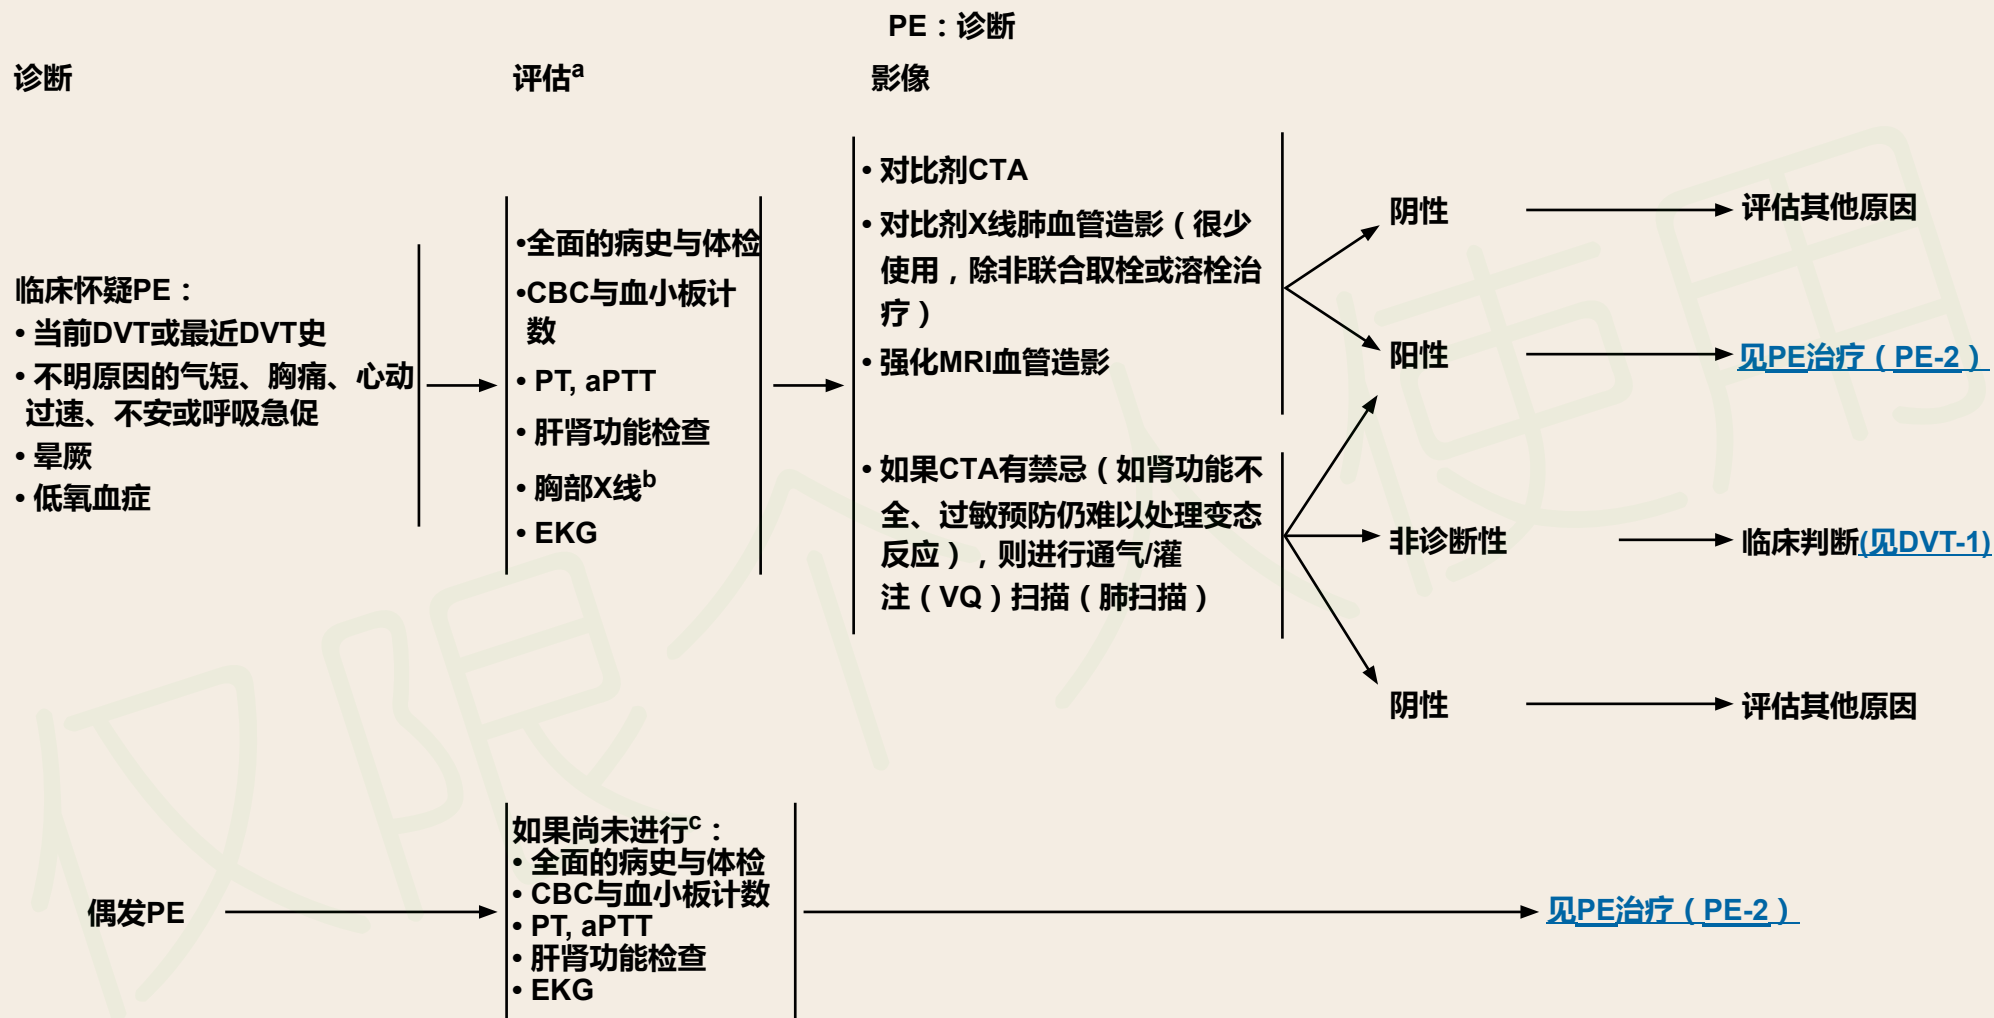 PE：诊断
诊断
评估a
影像
临床怀疑PE：
• 当前DVT或最近DVT史
• 不明原因的气短、胸痛、心动
过速、不安或呼吸急促
• 晕厥
• 低氧血症
•全面的病史与体检
•CBC与血小板计
数
• PT, aPTT
• 肝肾功能检查
• 胸部X线b
• EKG
• 对比剂CTA
• 对比剂X线肺血管造影（很少
使用，除非联合取栓或溶栓治
疗）
• 强化MRI血管造影
• 如果CTA有禁忌（如肾功能不
全、过敏预防仍难以处理变态
反应），则进行通气/灌
注（VQ）扫描（肺扫描）
阴性
评估其他原因
阳性
见PE治疗（PE-2）
非诊断性
临床判断(见DVT-1)
阴性
评估其他原因
偶发PE
如果尚未进行c：
• 全面的病史与体检
• CBC与血小板计数
• PT, aPTT
• 肝肾功能检查
• EKG
见PE治疗（PE-2）
仅限个人使用